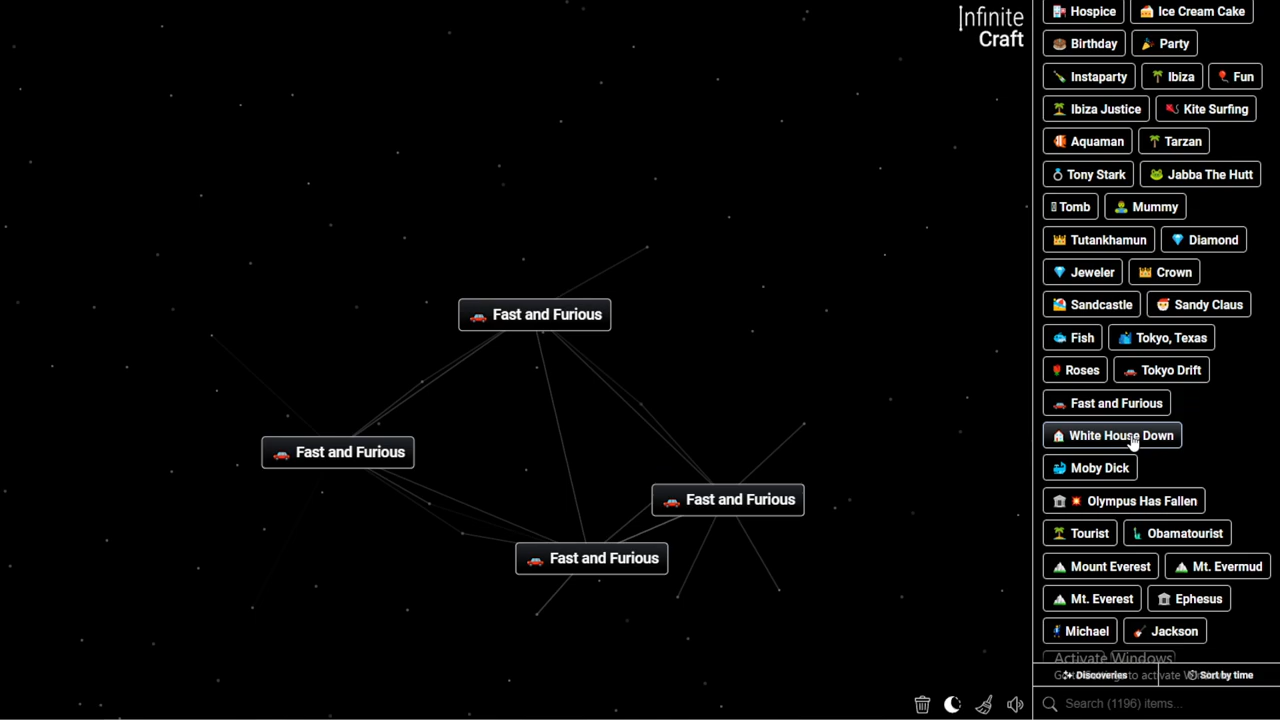 Infinite
Craft
Fast and Furious
Fast and Furious
Fast and Furious
Fast and Furious
Hospice Ice Cream Cake
Birthday Party
Instaparty Ibiza Fun
Ibiza Justice Kite Surfing
Aquaman Tarzan
Tony Stark Jabba The Hutt
Tomb Mummy
Tutankhamun Diamond
Jeweler Crown
Sandcastle Sandy Claus
Fish Tokyo, Texas
Roses Tokyo Drift
Fast and Furious
White House Down
Moby Dick
Olympus Has Fallen
Tourist Obamatourist
Mount Everest Mt. Evermud
Mt. Everest Ephesus
Michael Jackson
Activate Windows
Discoveries Sort by time
Search (1196) items...